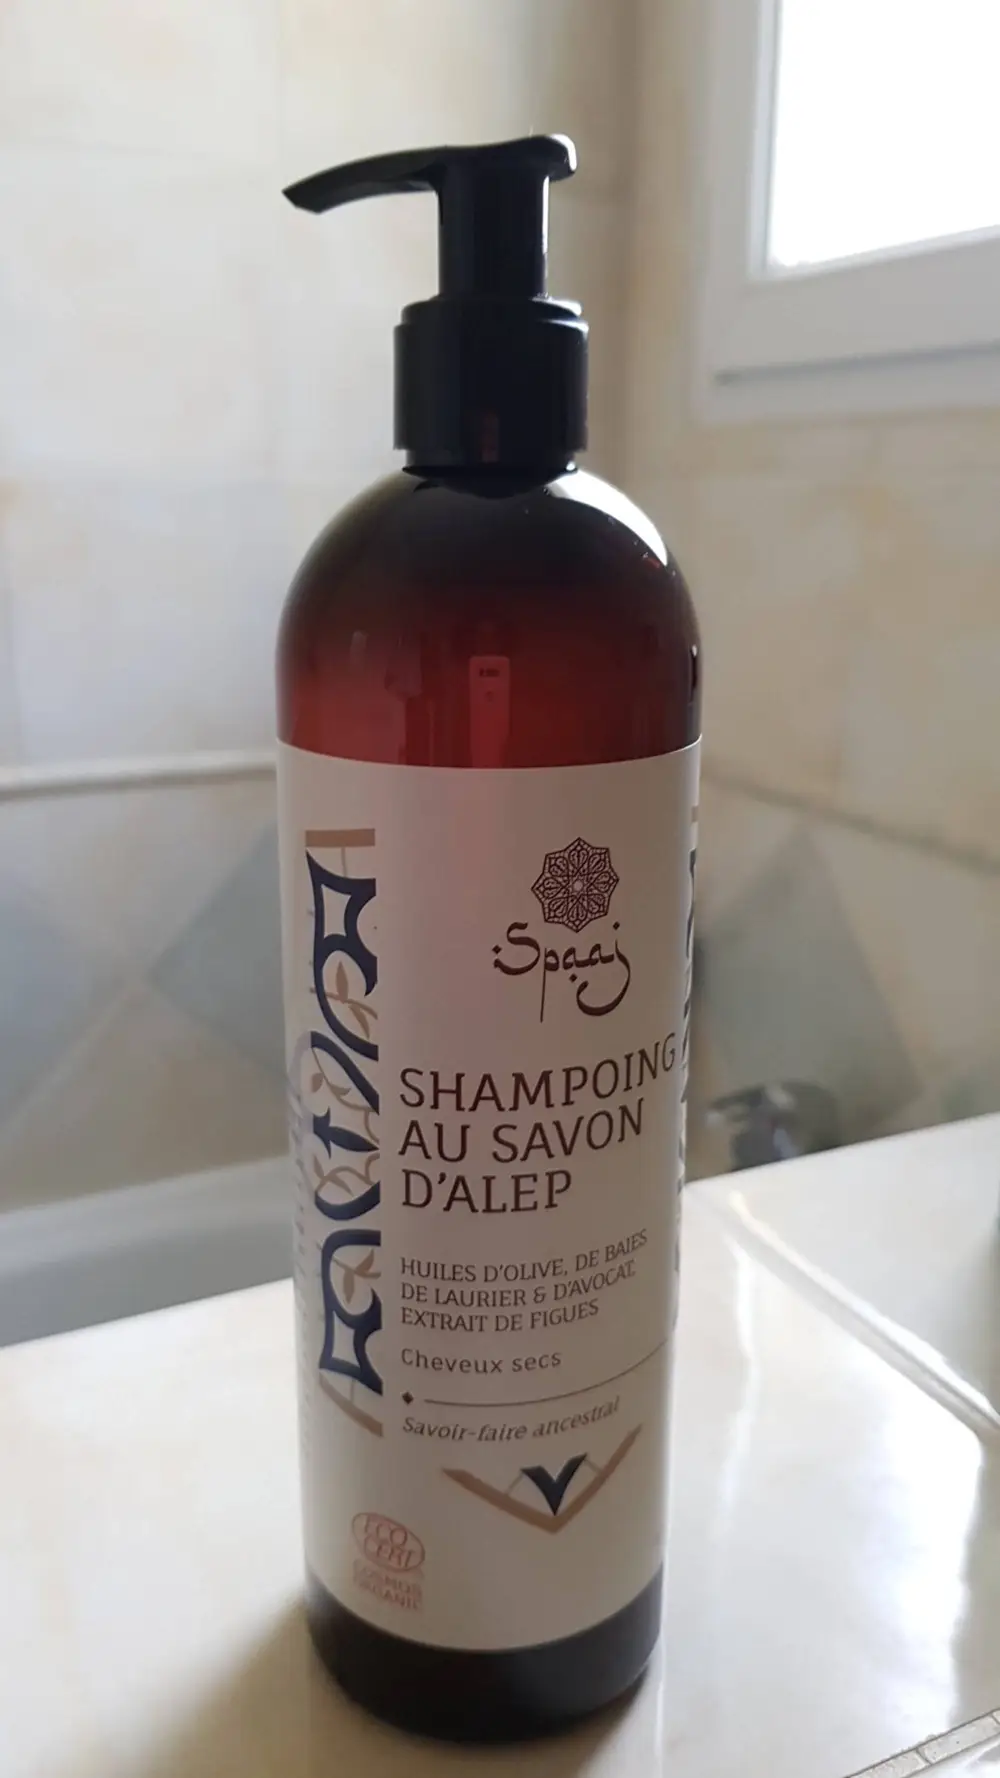 Spaaj
SHAMPOING
AU SAVON
D'ALEP
HUILES D'OLIVE, DE BAIES
DE LAURIER & D'AVOCAT,
EXTRAIT DE FIGUES
Cheveux secs
Savoir-faire ancestral
ECO
CERT
COSMOS
ORGANIC